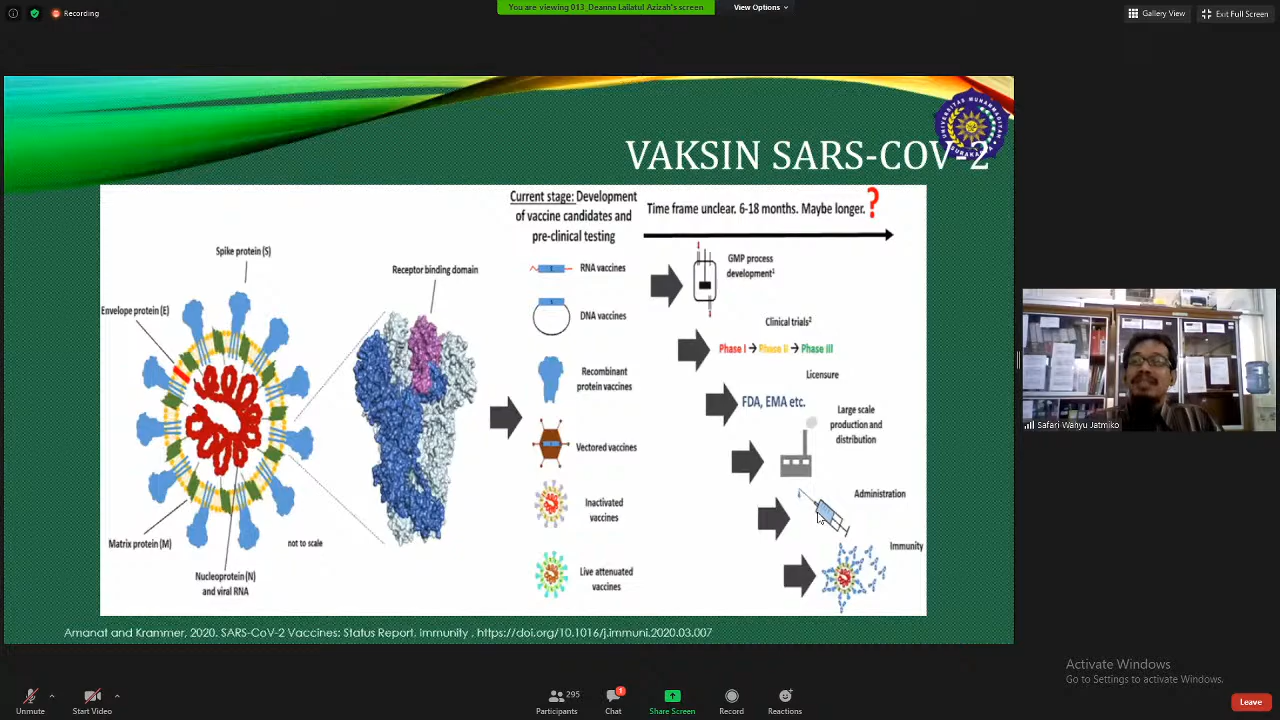 Recording
You are viewing 013_Deanna Lailatul Azizah's screen
View Options
Gallery View
Exit Full Screen
UNIVERSITAS MUHAMMADIYAH
SURAKARTA
VAKSIN SARS-COV-2
Current stage: Development
of vaccine candidates and
pre-clinical testing
Time frame unclear. 6-18 months. Maybe longer. ?
Spike protein (S)
Envelope protein (E)
Receptor binding domain
Matrix protein (M)
not to scale
Nucleoprotein (N)
and viral RNA
RNA vaccines
DNA vaccines
Recombinant
protein vaccines
Vectored vaccines
Inactivated
vaccines
Live attenuated
vaccines
GMP process
development¹
Clinical trials²
Phase I → Phase II → Phase III
Licensure
FDA, EMA etc.
Large scale
production and
distribution
Administration
Immunity
Amanat and Krammer, 2020. SARS-CoV-2 Vaccines: Status Report, immunity , https://doi.org/10.1016/j.immuni.2020.03.007
Safari Wahyu Jatmiko
Activate Windows
Go to Settings to activate Windows.
Unmute
Start Video
295
Participants
1
Chat
Share Screen
Record
Reactions
Leave